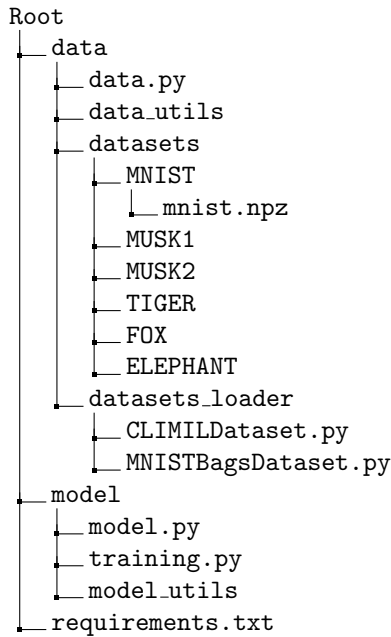 Root
data
data.py
data_utils
datasets
MNIST
mnist.npz
MUSK1
MUSK2
TIGER
FOX
ELEPHANT
datasets_loader
CLIMILDataset.py
MNISTBagsDataset.py
model
model.py
training.py
model_utils
requirements.txt